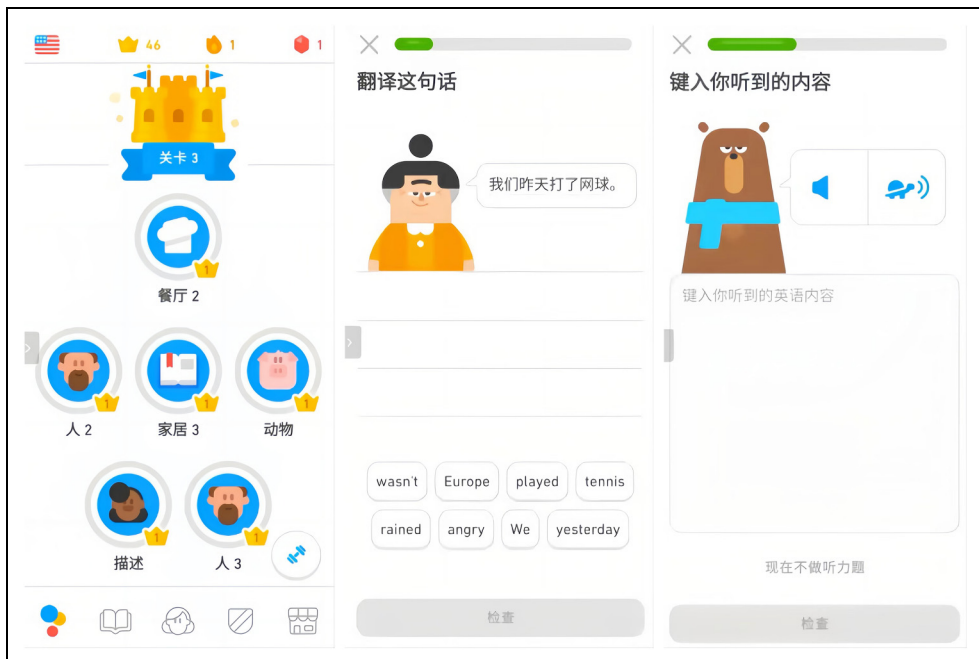 46
1
1
关卡 3
1
餐厅 2
1
1
1
人 2
家居 3
动物
1
1
描述
人 3
翻译这句话
我们昨天打了网球。
wasn't
Europe
played
tennis
rained
angry
We
yesterday
检查
键入你听到的内容
键入你听到的英语内容
现在不做听力题
检查